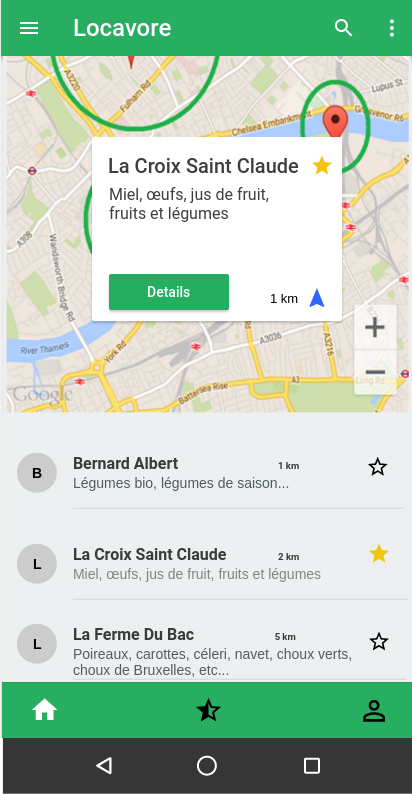 Locavore
A3220
Fulham Rd
Lupus St
Chelsea Embankment
Grosvenor Rd
La Croix Saint Claude
Miel, œufs, jus de fruit,
fruits et légumes
A308
Wandsworth Bridge Rd
Details
1 km
A3036
A3216
York Rd
River Thames
A3
Long Rd
Battersea Rise
Google
B
Bernard Albert
1 km
Légumes bio, légumes de saison...
L
La Croix Saint Claude
2 km
Miel, œufs, jus de fruit, fruits et légumes
L
La Ferme Du Bac
5 km
Poireaux, carottes, céleri, navet, choux verts,
choux de Bruxelles, etc...